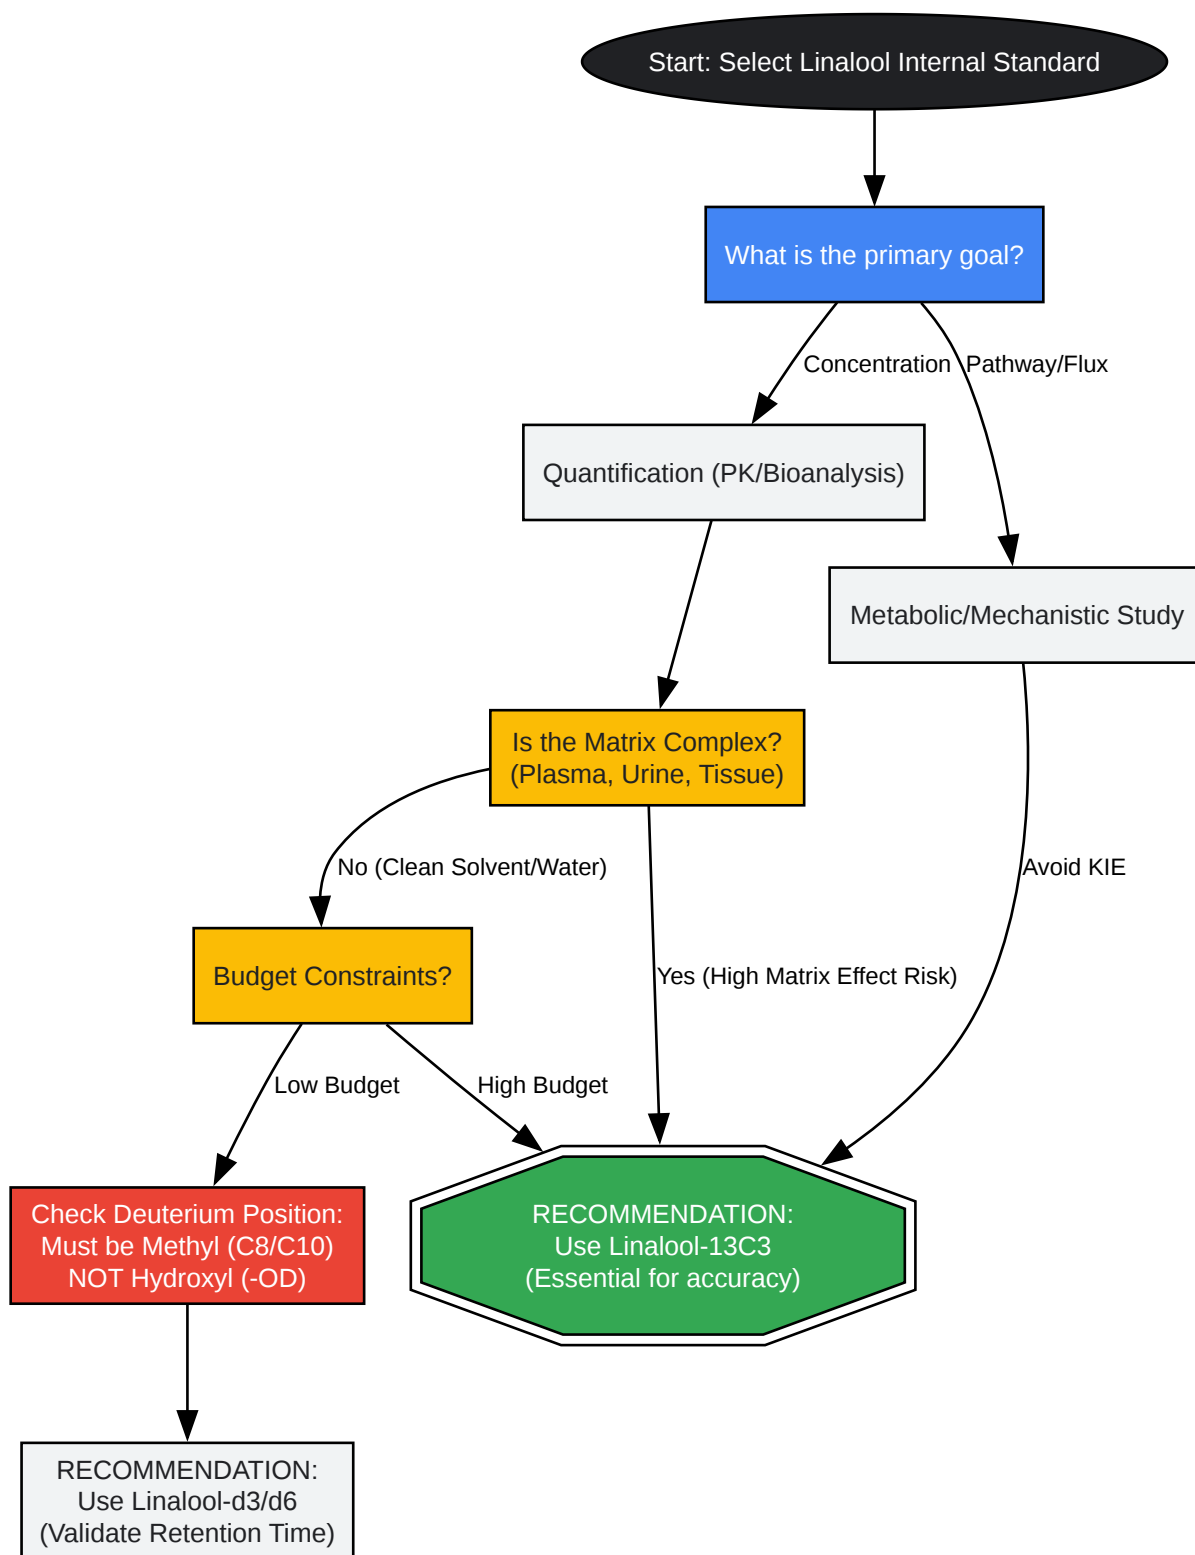 Start: Select Linalool Internal Standard
What is the primary goal?
Concentration
Pathway/Flux
Quantification (PK/Bioanalysis)
Metabolic/Mechanistic Study
Is the Matrix Complex?
(Plasma, Urine, Tissue)
No (Clean Solvent/Water)
Avoid KIE
Budget Constraints?
Yes (High Matrix Effect Risk)
Low Budget
High Budget
Check Deuterium Position:
Must be Methyl (C8/C10)
NOT Hydroxyl (-OD)
RECOMMENDATION:
Use Linalool-13C3
(Essential for accuracy)
RECOMMENDATION:
Use Linalool-d3/d6
(Validate Retention Time)